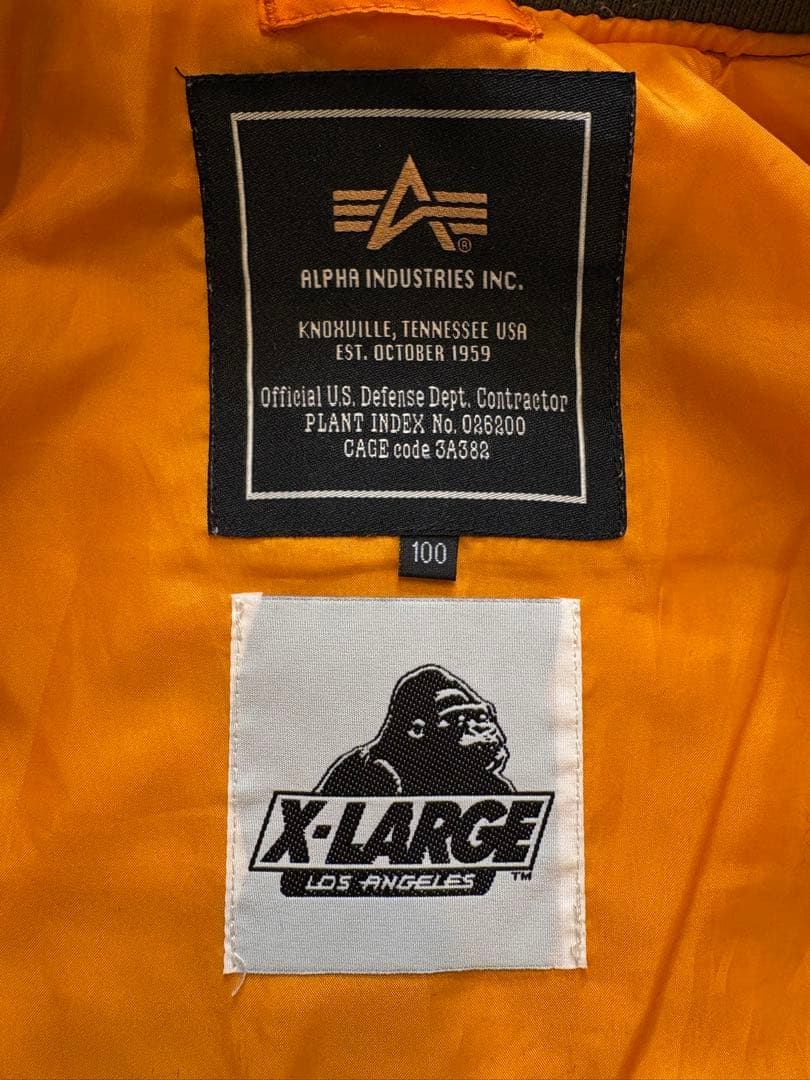 ®
ALPHA INDUSTRIES INC.
KNOXVILLE, TENNESSEE USA
EST. OCTOBER 1959
Official U.S. Defense Dept. Contractor
PLANT INDEX No. 026200
CAGE code 3A382
100
X-LARGE
LOS ANGELES ™